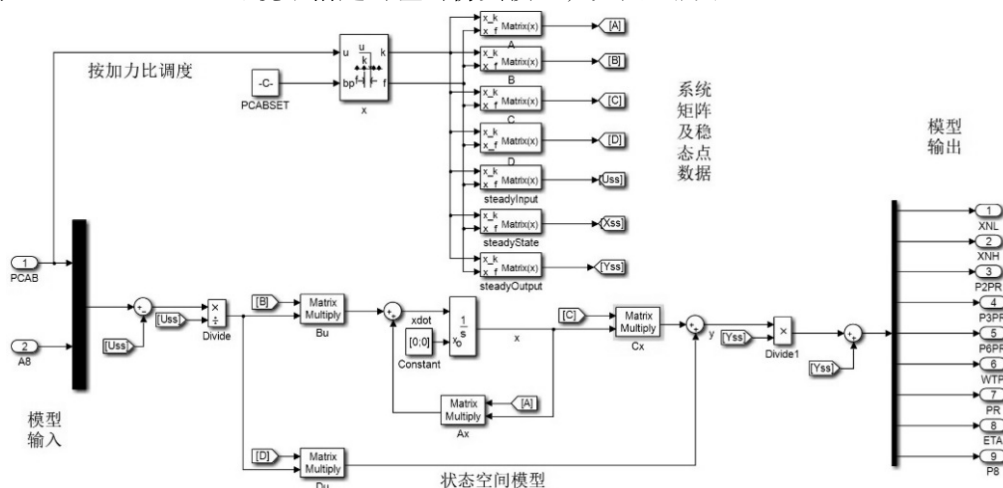 按加力比调度
-C-
PCABSET
u
bp
u
k
f
k
f
x
x_k
x_f
Matrix(x)
A
[A]
x_k
x_f
Matrix(x)
B
[B]
x_k
x_f
Matrix(x)
C
[C]
x_k
x_f
Matrix(x)
D
[D]
x_k
x_f
Matrix(x)
steadyInput
[Uss]
x_k
x_f
Matrix(x)
steadyState
[Xss]
x_k
x_f
Matrix(x)
steadyOutput
[Yss]
系统
矩阵
及稳
态点
数据
模型
输出
1
PCAB
2
A8
模型
输入
[Uss]
[Uss]
×
÷
Divide
[B]
Matrix
Multiply
Bu
xdot
[0;0]
Constant
1
s
xo
x
Matrix
Multiply
Ax
[A]
[C]
Matrix
Multiply
Cx
y
[Yss]
×
Divide1
[Yss]
[D]
Matrix
Multiply
Du
状态空间模型
1
XNL
2
XNH
3
P2PR
4
P3PR
5
P6PR
6
WTP
7
PR
8
ETA
9
P8